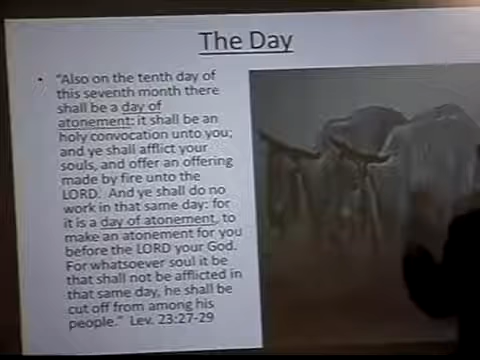 The Day
• "Also on the tenth day of
this seventh month there
shall be a day of
atonement: it shall be an
holy convocation unto you;
and ye shall afflict your
souls, and offer an offering
made by fire unto the
LORD.  And ye shall do no
work in that same day: for
it is a day of atonement, to
make an atonement for you
before the LORD your God.
For whatsoever soul it be
that shall not be afflicted in
that same day, he shall be
cut off from among his
people."  Lev. 23:27-29